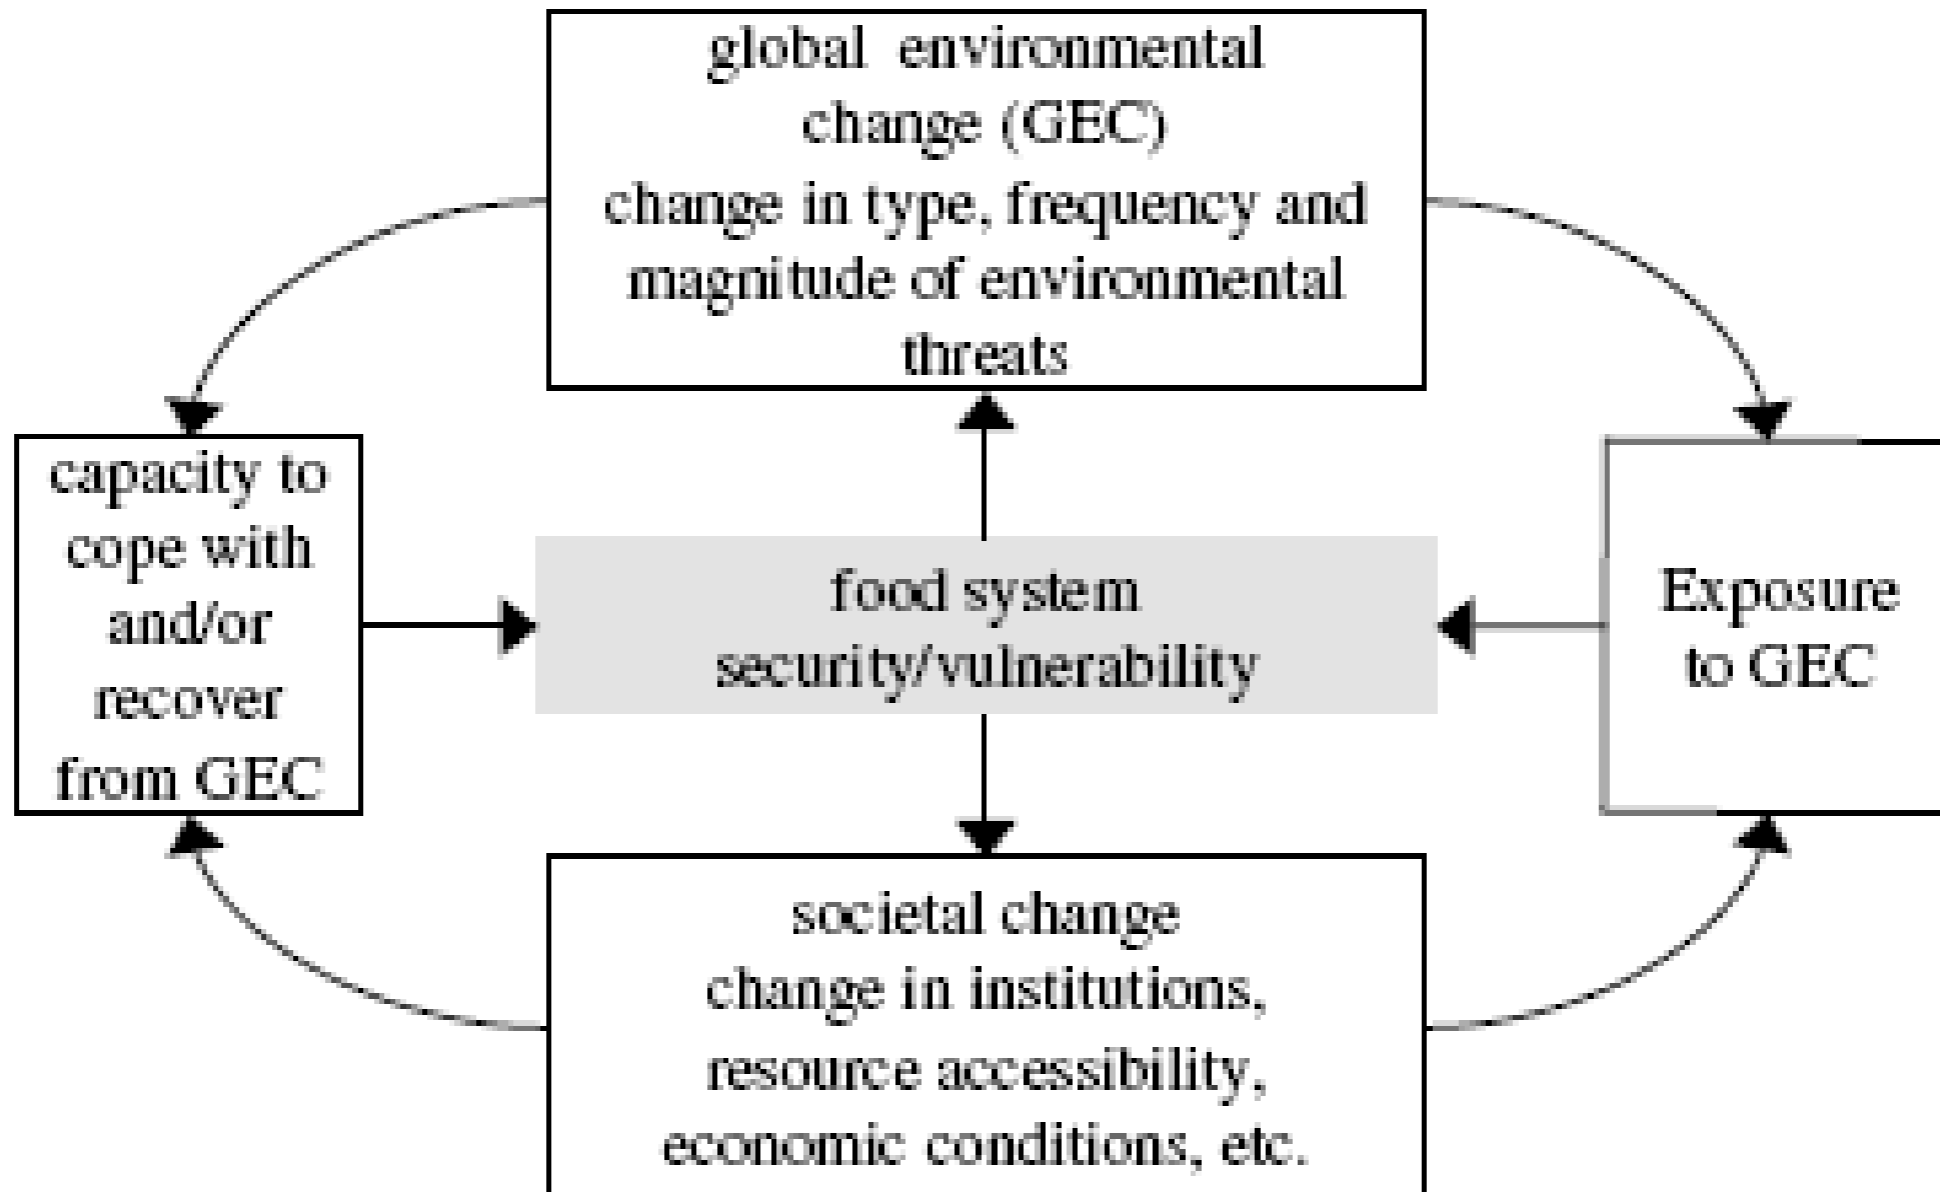 global environmental
change (GEC)
change in type, frequency and
magnitude of environmental
threats
capacity to
cope with
and/or
recover
from GEC
food system
security/vulnerability
Exposure
to GEC
societal change
change in institutions,
resource accessibility,
economic conditions, etc.